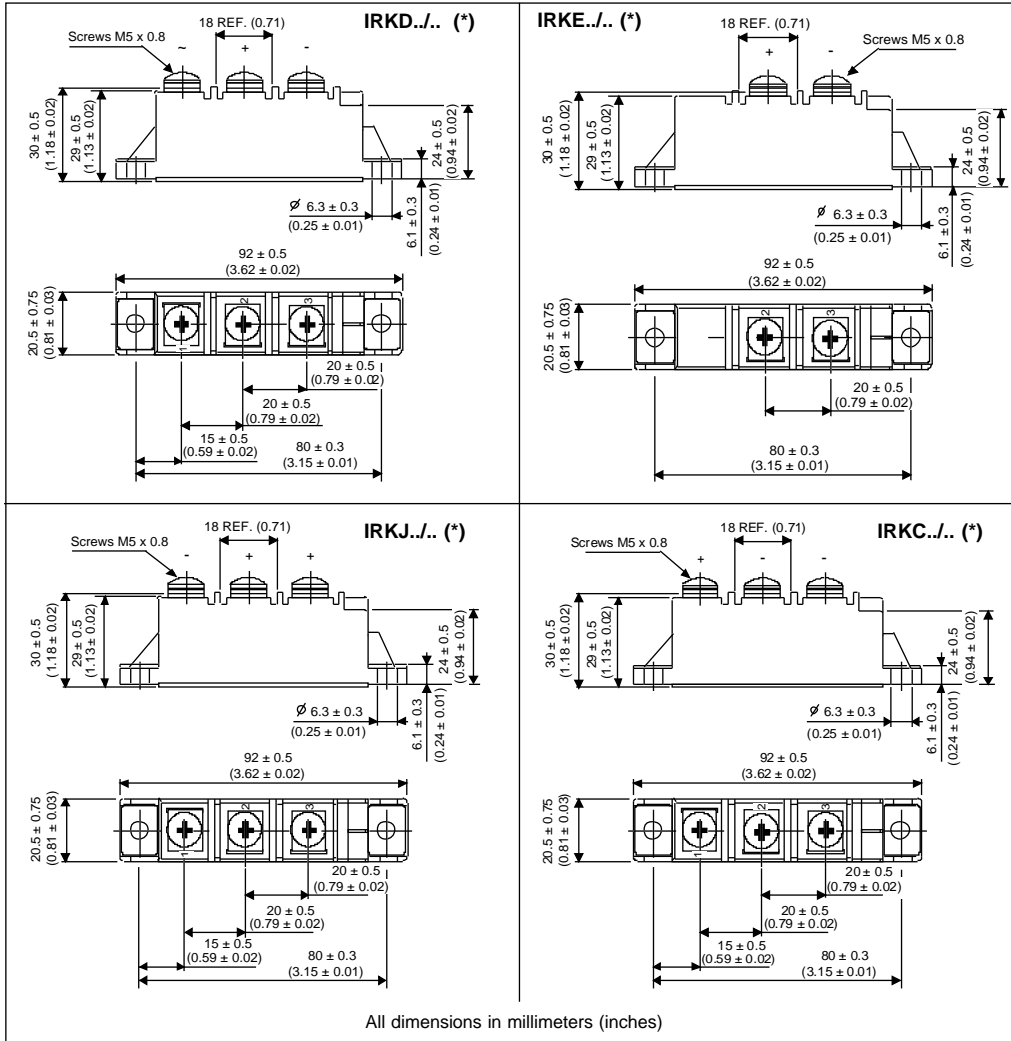 18 REF. (0.71)
IRKD../.. (*)
Screws M5 x 0.8
~
+
-
30 ± 0.5
(1.18 ± 0.02)
29 ± 0.5
(1.13 ± 0.02)
24 ± 0.5
(0.94 ± 0.02)
Ø 6.3 ± 0.3
(0.25 ± 0.01)
6.1 ± 0.3
(0.24 ± 0.01)
92 ± 0.5
(3.62 ± 0.02)
20.5 ± 0.75
(0.81 ± 0.03)
1
2
3
20 ± 0.5
(0.79 ± 0.02)
20 ± 0.5
(0.79 ± 0.02)
15 ± 0.5
(0.59 ± 0.02)
80 ± 0.3
(3.15 ± 0.01)
IRKE../.. (*)
18 REF. (0.71)
Screws M5 x 0.8
+
-
30 ± 0.5
(1.18 ± 0.02)
29 ± 0.5
(1.13 ± 0.02)
24 ± 0.5
(0.94 ± 0.02)
Ø 6.3 ± 0.3
(0.25 ± 0.01)
6.1 ± 0.3
(0.24 ± 0.01)
92 ± 0.5
(3.62 ± 0.02)
20.5 ± 0.75
(0.81 ± 0.03)
2
3
20 ± 0.5
(0.79 ± 0.02)
80 ± 0.3
(3.15 ± 0.01)
18 REF. (0.71)
IRKJ../.. (*)
Screws M5 x 0.8
-
+
+
30 ± 0.5
(1.18 ± 0.02)
29 ± 0.5
(1.13 ± 0.02)
24 ± 0.5
(0.94 ± 0.02)
Ø 6.3 ± 0.3
(0.25 ± 0.01)
6.1 ± 0.3
(0.24 ± 0.01)
92 ± 0.5
(3.62 ± 0.02)
20.5 ± 0.75
(0.81 ± 0.03)
1
2
3
20 ± 0.5
(0.79 ± 0.02)
20 ± 0.5
(0.79 ± 0.02)
15 ± 0.5
(0.59 ± 0.02)
80 ± 0.3
(3.15 ± 0.01)
18 REF. (0.71)
IRKC../.. (*)
Screws M5 x 0.8
+
-
-
30 ± 0.5
(1.18 ± 0.02)
29 ± 0.5
(1.13 ± 0.02)
24 ± 0.5
(0.94 ± 0.02)
Ø 6.3 ± 0.3
(0.25 ± 0.01)
6.1 ± 0.3
(0.24 ± 0.01)
92 ± 0.5
(3.62 ± 0.02)
20.5 ± 0.75
(0.81 ± 0.03)
1
2
3
20 ± 0.5
(0.79 ± 0.02)
20 ± 0.5
(0.79 ± 0.02)
15 ± 0.5
(0.59 ± 0.02)
80 ± 0.3
(3.15 ± 0.01)
All dimensions in millimeters (inches)